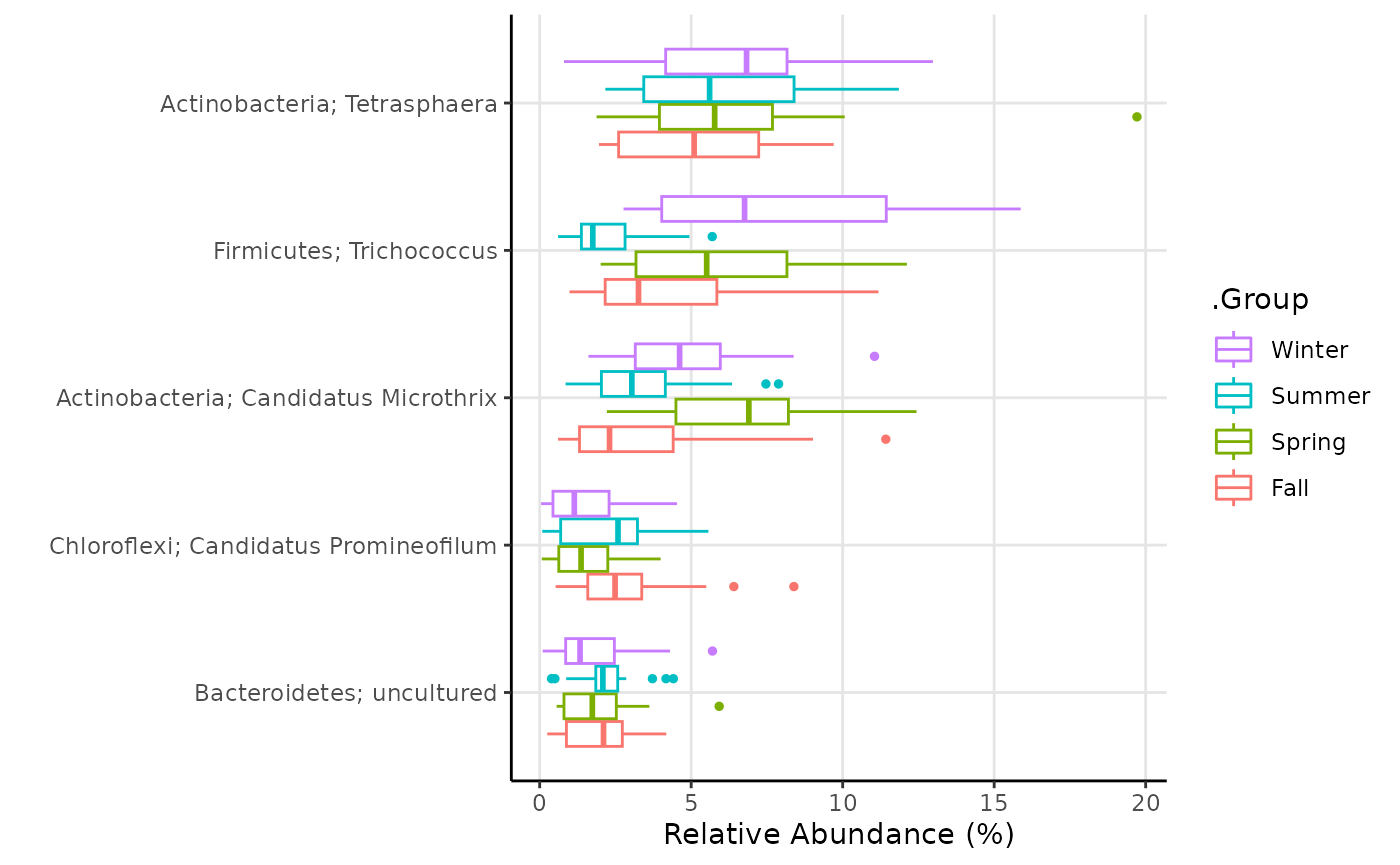 Actinobacteria; Tetrasphaera
Firmicutes; Trichococcus
Actinobacteria; Candidatus Microthrix
Chloroflexi; Candidatus Promineofilum
Bacteroidetes; uncultured
0 5 10 15 20
Relative Abundance (%)
.Group
Winter
Summer
Spring
Fall